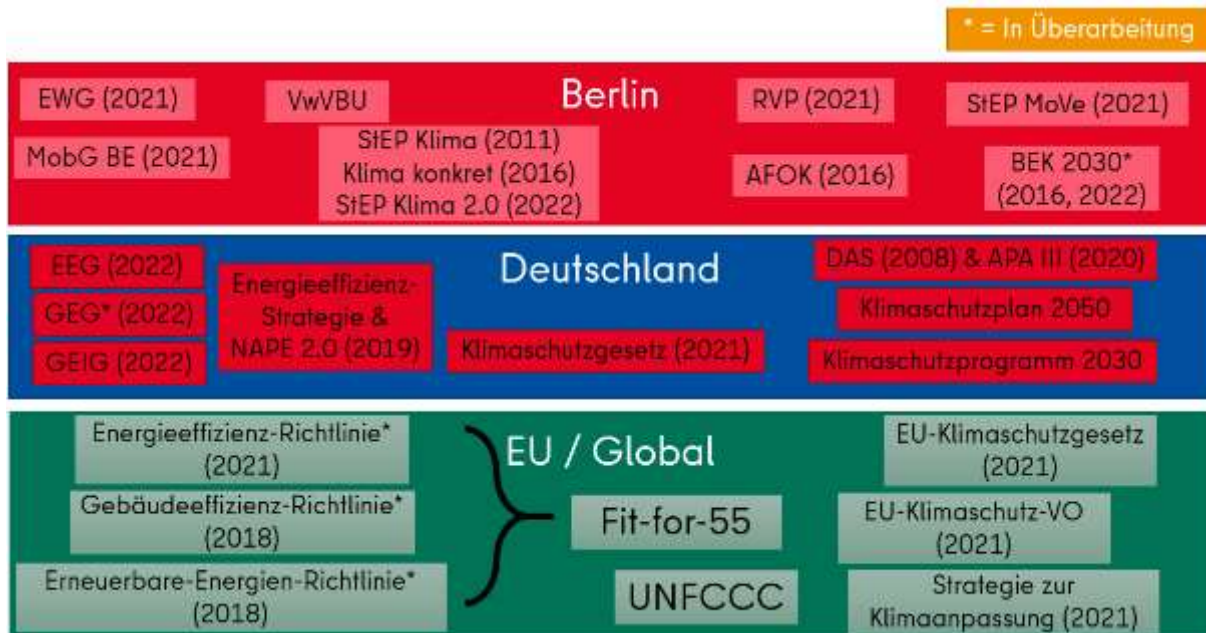 * = In Überarbeitung
Berlin
EWG (2021)
VwVBU
RVP (2021)
StEP MoVe (2021)
MobG BE (2021)
StEP Klima (2011)
Klima konkret (2016)
StEP Klima 2.0 (2022)
AFOK (2016)
BEK 2030*
(2016, 2022)
Deutschland
EEG (2022)
GEG* (2022)
GEIG (2022)
Energieeffizienz-
Strategie &
NAPE 2.0 (2019)
Klimaschutzgesetz (2021)
DAS (2008) & APA III (2020)
Klimaschutzplan 2050
Klimaschutzprogramm 2030
EU / Global
Energieeffizienz-Richtlinie*
(2021)
Gebäudeeffizienz-Richtlinie*
(2018)
Erneuerbare-Energien-Richtlinie*
(2018)
Fit-for-55
UNFCCC
EU-Klimaschutzgesetz
(2021)
EU-Klimaschutz-VO
(2021)
Strategie zur
Klimaanpassung (2021)